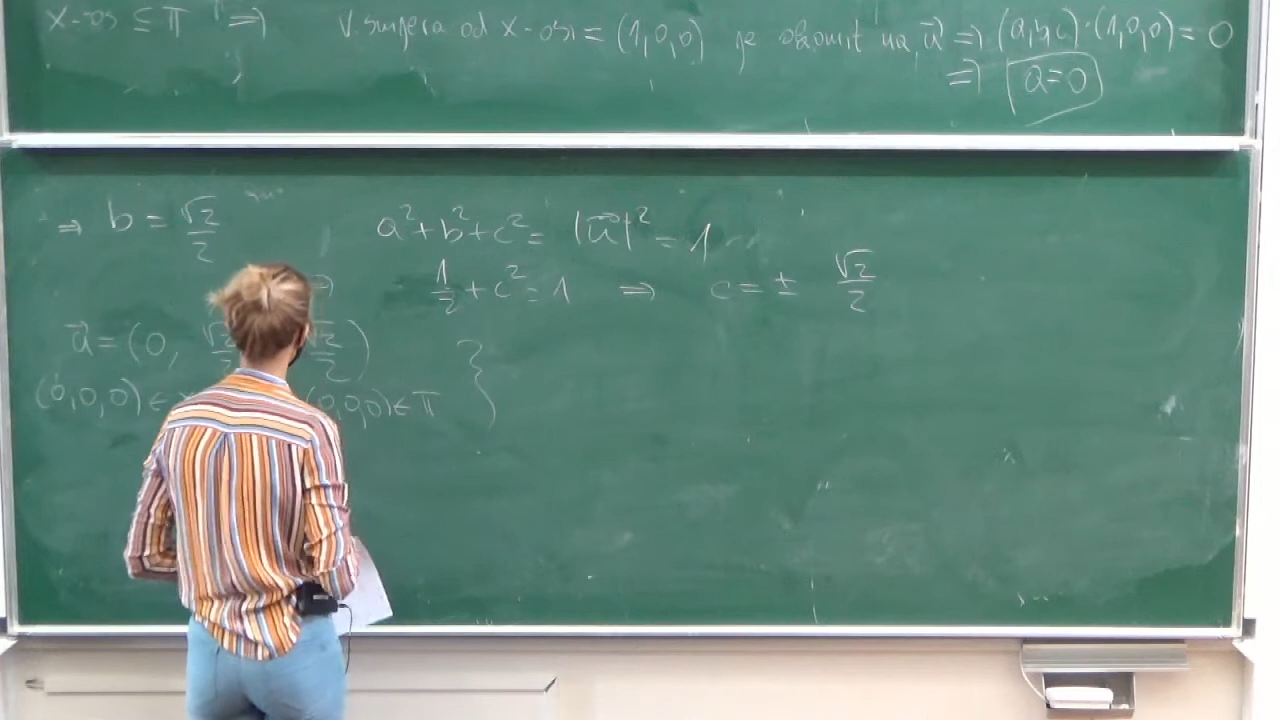 x-os ⊆ π ⇒ v. smjera od x-osi = (1,0,0) je okomit na u⃗ ⇒ (a,b,c)·(1,0,0) = 0
⇒ a=0
⇒ b = √2/2 a²+b²+c² = |u⃗|² = 1
1/2 + c² = 1 ⇒ c = ± √2/2
u⃗ = (0, √2/2 √2/2) }
(0,0,0) ∈ (0,0,0) ∈ π